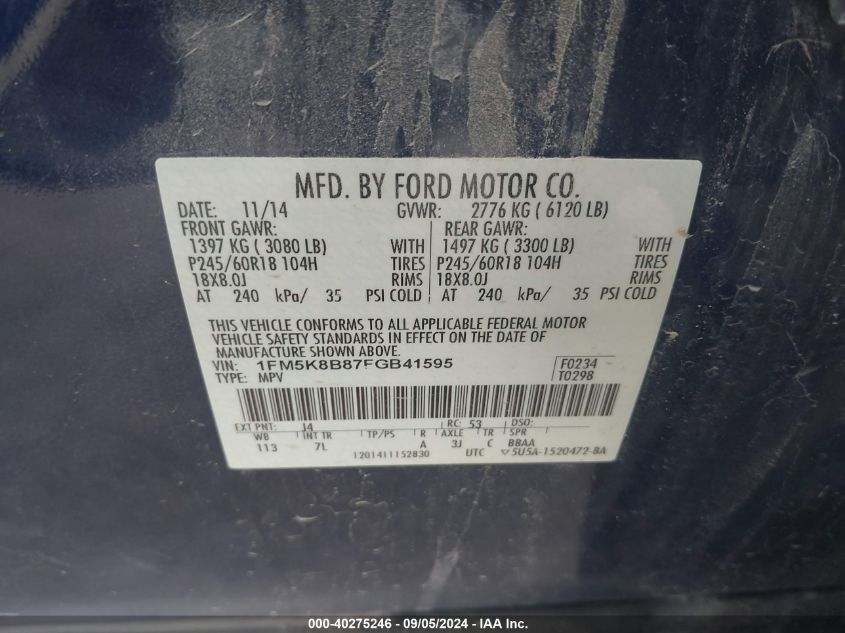 MFD. BY FORD MOTOR CO.
DATE: 11/14 GVWR: 2776 KG ( 6120 LB)
FRONT GAWR: REAR GAWR:
1397 KG ( 3080 LB) WITH 1497 KG ( 3300 LB) WITH
P245/60R18 104H TIRES P245/60R18 104H TIRES
18X8.0J RIMS 18X8.0J RIMS
AT 240 kPa/ 35 PSI COLD AT 240 kPa/ 35 PSI COLD
THIS VEHICLE CONFORMS TO ALL APPLICABLE FEDERAL MOTOR
VEHICLE SAFETY STANDARDS IN EFFECT ON THE DATE OF
MANUFACTURE SHOWN ABOVE.
VIN: 1FM5K8B87FGB41595 F0234
TYPE: MPV T0298
EXT PNT: J4 RC: 53 DSO:
WB INT TR TP/PS R AXLE TR SPR
113 7L A 3J C BBAA
1201411152830 UTC 5U5A-1520472-BA
000-40275246 - 09/05/2024 - IAA Inc.